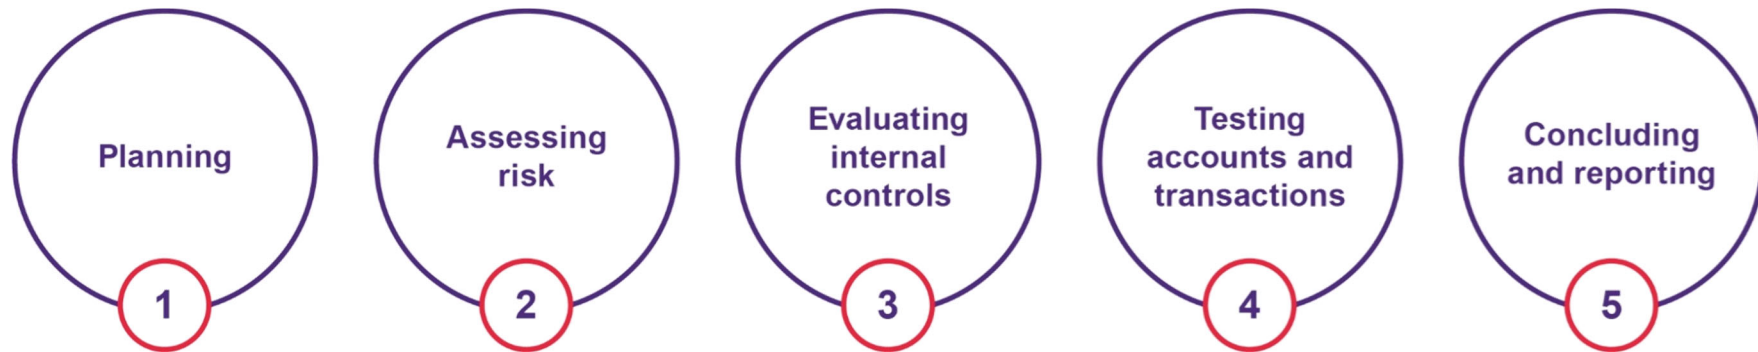 Planning
1
Assessing
risk
2
Evaluating
internal
controls
3
Testing
accounts and
transactions
4
Concluding
and reporting
5